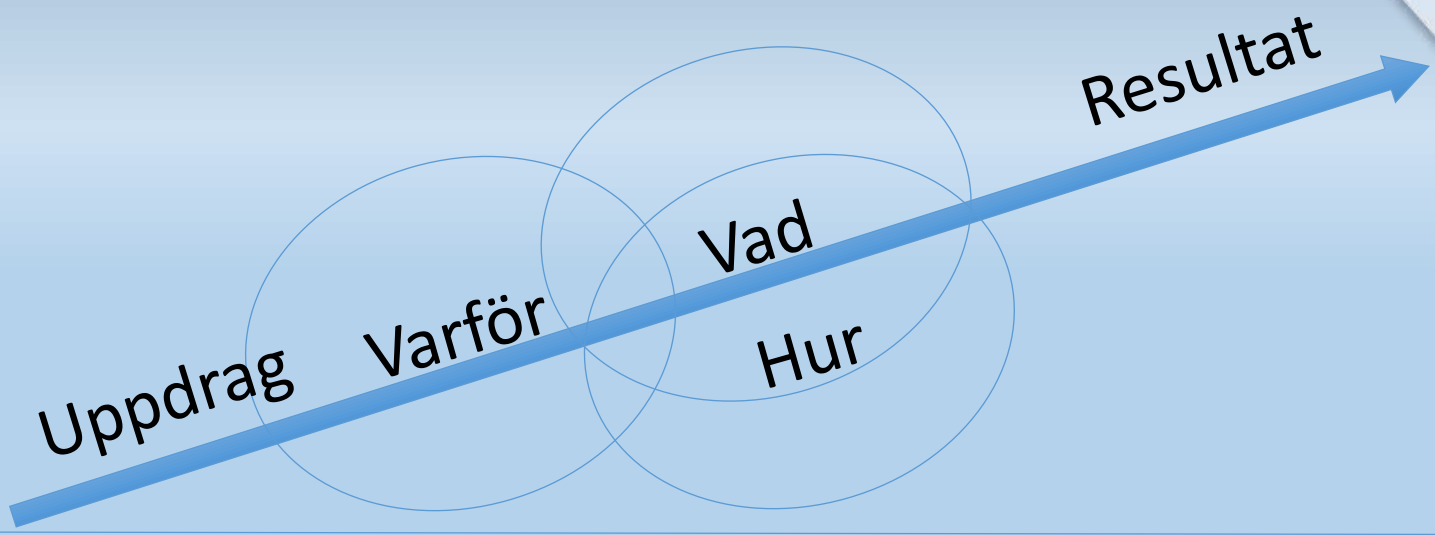 Uppdrag
Varför
Vad
Hur
Resultat